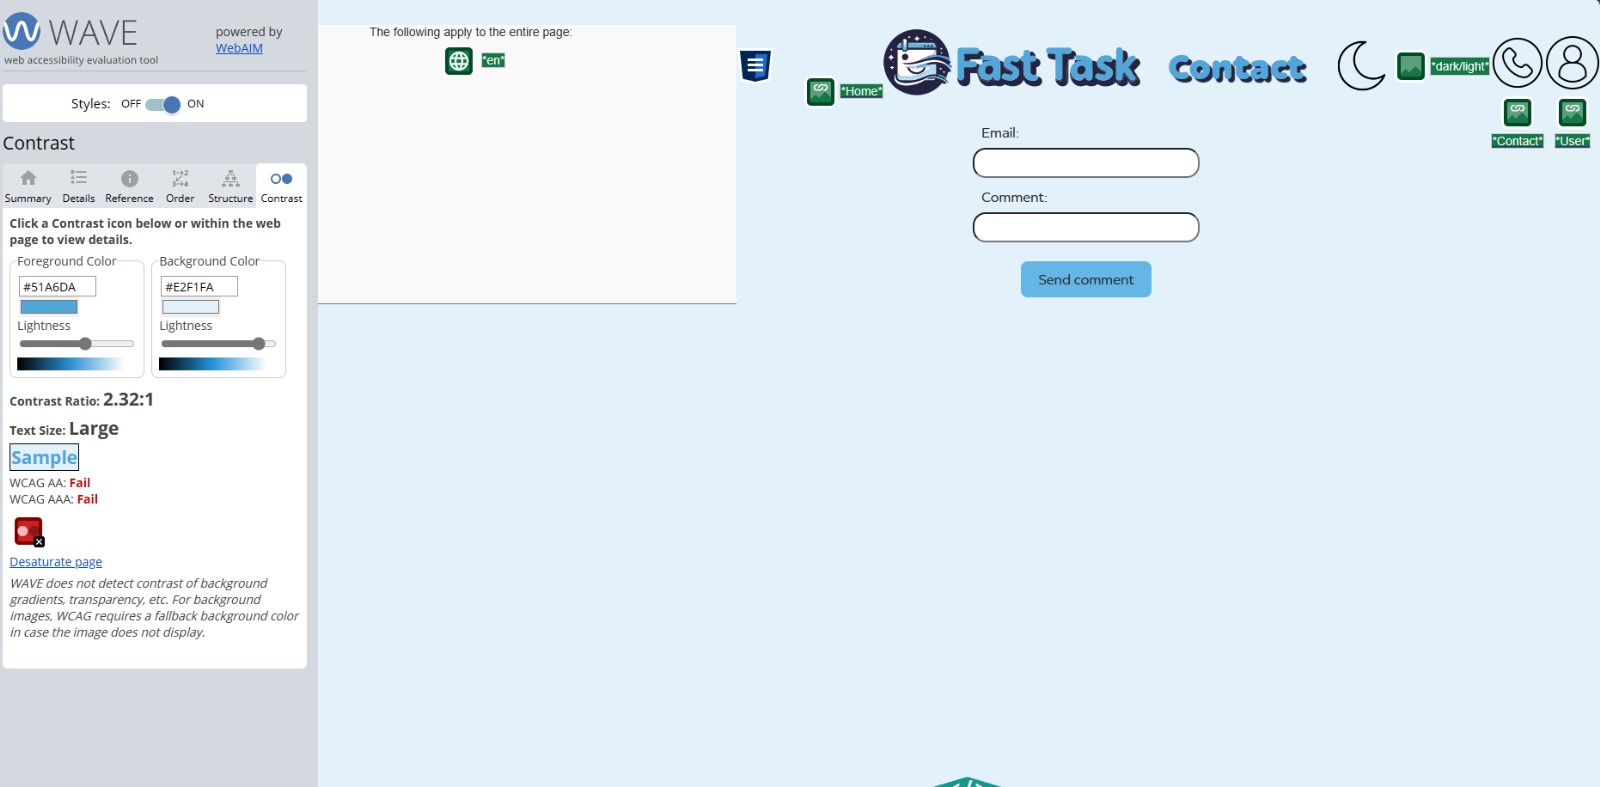 WAVE
powered by
WebAIM
web accessibility evaluation tool
Styles: OFF ON
Contrast
Summary Details Reference Order Structure Contrast
Click a Contrast icon below or within the web
page to view details.
Foreground Color Background Color
#51A6DA #E2F1FA
Lightness Lightness
Contrast Ratio: 2.32:1
Text Size: Large
Sample
WCAG AA: Fail
WCAG AAA: Fail
Desaturate page
WAVE does not detect contrast of background
gradients, transparency, etc. For background
images, WCAG requires a fallback background color
in case the image does not display.
The following apply to the entire page:
*en*
*Home*
Fast Task Contact
*dark/light*
*Contact* *User*
Email:
Comment:
Send comment